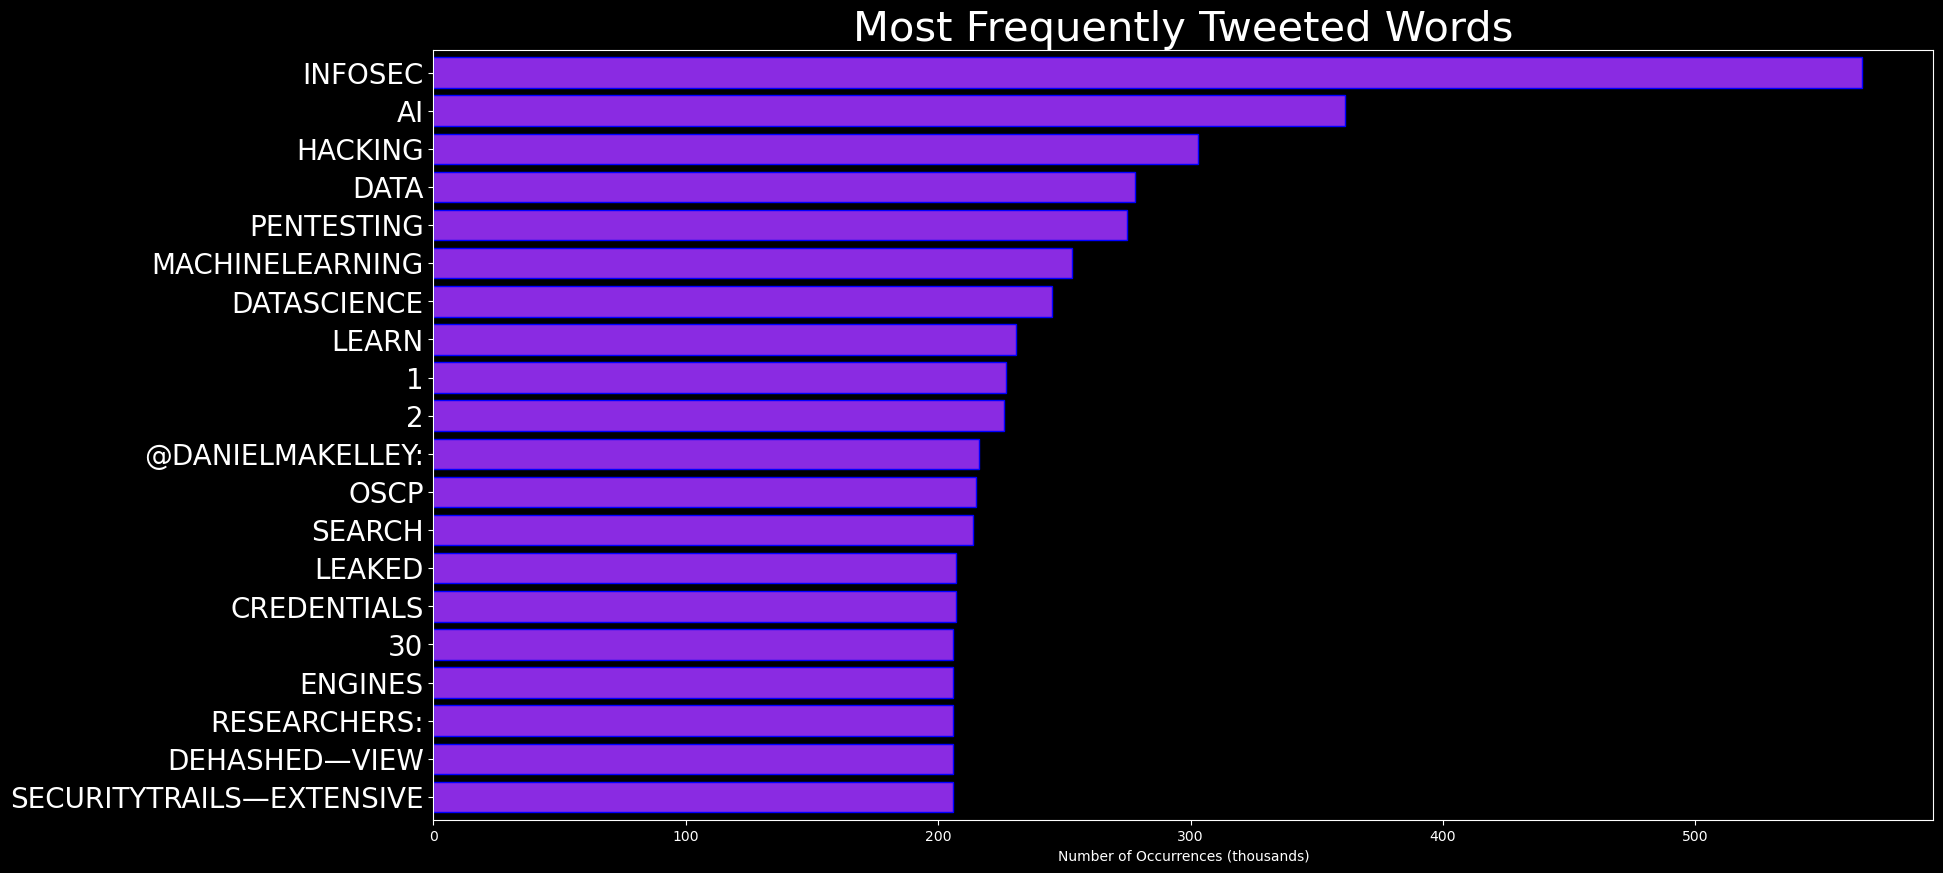 Most Frequently Tweeted Words
INFOSEC
AI
HACKING
DATA
PENTESTING
MACHINELEARNING
DATASCIENCE
LEARN
1
2
@DANIELMAKELLEY:
OSCP
SEARCH
LEAKED
CREDENTIALS
30
ENGINES
RESEARCHERS:
DEHASHED—VIEW
SECURITYTRAILS—EXTENSIVE
0 100 200 300 400 500
Number of Occurrences (thousands)